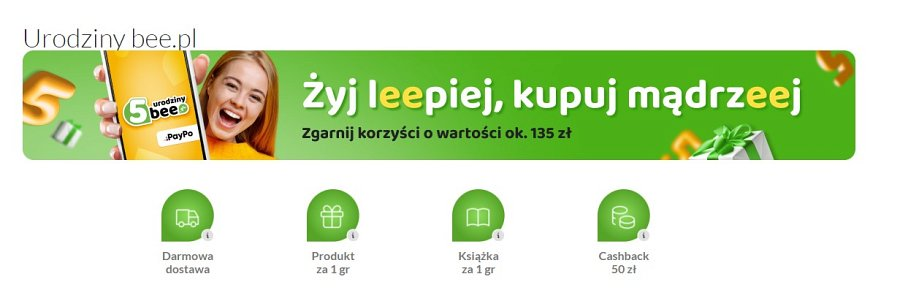 Urodziny bee.pl
Żyj leepiej, kupuj mądrzeej
Zgarnij korzyści o wartości ok. 135 zł
5 urodziny
bee.pl
PayPo
Darmowa
dostawa
Produkt
za 1 gr
Książka
za 1 gr
Cashback
50 zł